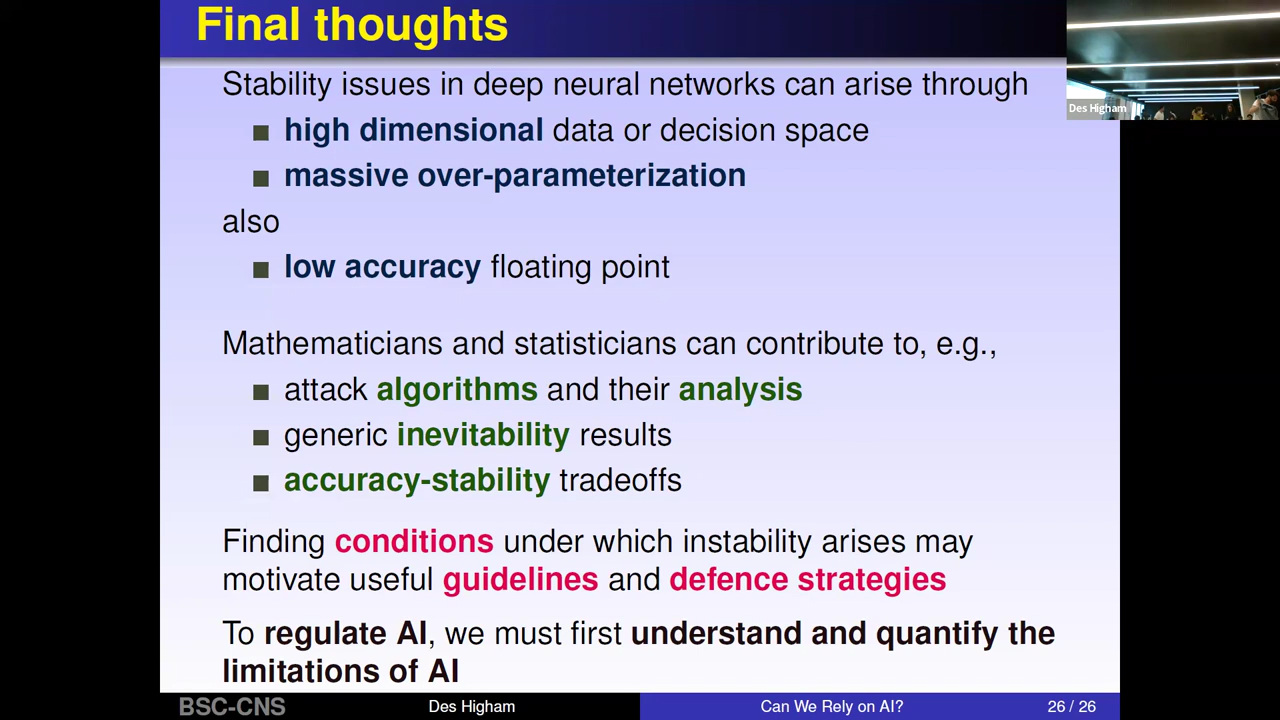 Final thoughts
Des Higham
Stability issues in deep neural networks can arise through
high dimensional data or decision space
massive over-parameterization
also
low accuracy floating point
Mathematicians and statisticians can contribute to, e.g.,
attack algorithms and their analysis
generic inevitability results
accuracy-stability tradeoffs
Finding conditions under which instability arises may
motivate useful guidelines and defence strategies
To regulate AI, we must first understand and quantify the
limitations of AI
BSC-CNS Des Higham Can We Rely on AI? 26 / 26